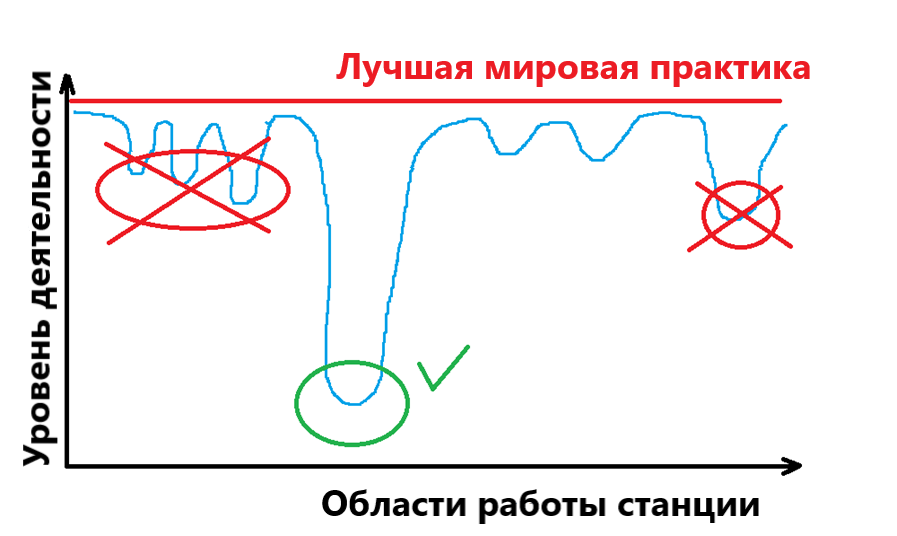 Лучшая мировая практика
Уровень деятельности
Области работы станции